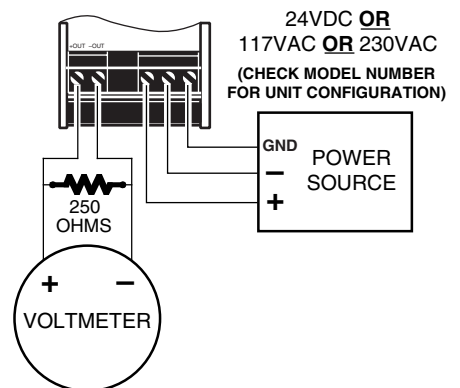 24VDC OR
117VAC OR 230VAC
(CHECK MODEL NUMBER
FOR UNIT CONFIGURATION)
+OUT –OUT
GND
–
+
POWER
SOURCE
250
OHMS
+ –
VOLTMETER